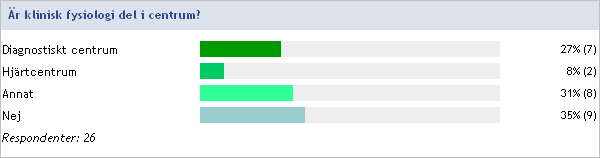 Är klinisk fysiologi del i centrum?
Diagnostiskt centrum 27% (7)
Hjärtcentrum 8% (2)
Annat 31% (8)
Nej 35% (9)
Respondenter: 26